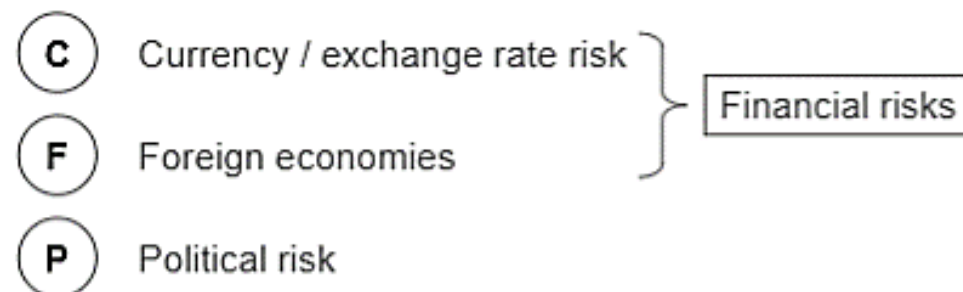 C Currency / exchange rate risk
Financial risks
F Foreign economies
P Political risk